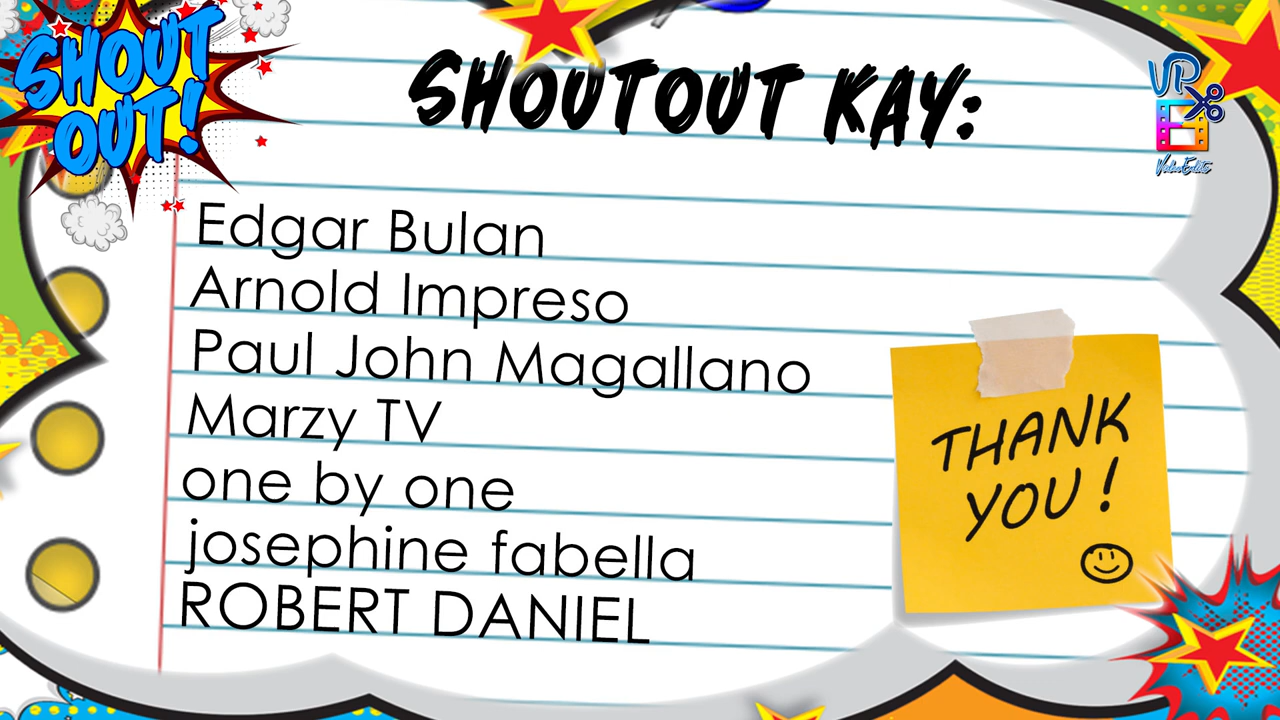 SHOUT
OUT!
SHOUTOUT KAY:
VR
Edgar Bulan
Arnold Impreso
Paul John Magallano
Marzy TV
one by one
josephine fabella
ROBERT DANIEL
THANK
YOU!